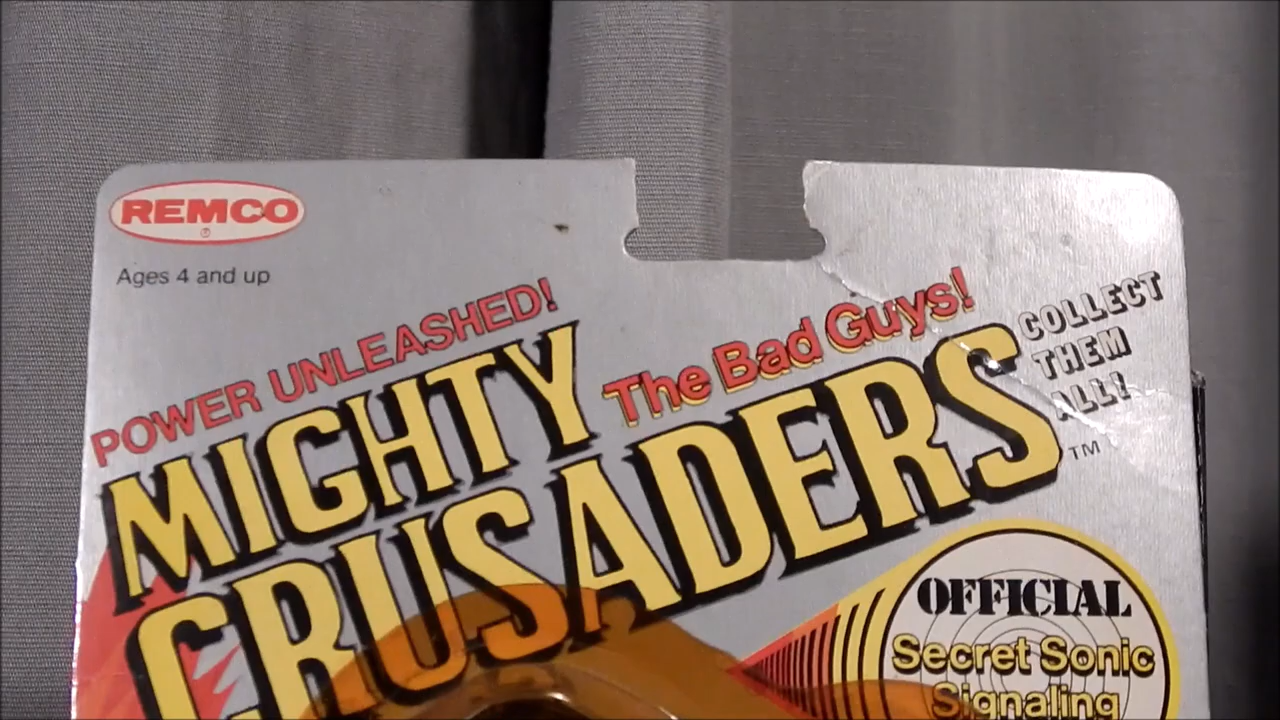 REMCO
®
Ages 4 and up
POWER UNLEASHED!
The Bad Guys!
COLLECT
THEM
ALL!
MIGHTY
CRUSADERS
TM
OFFICIAL
Secret Sonic
Signaling